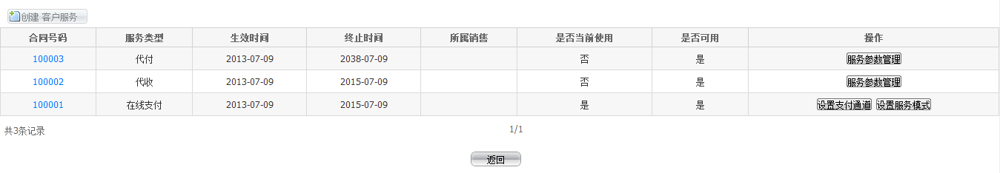 创建 客户服务
合同号码 服务类型 生效时间 终止时间 所属销售 是否当前使用 是否可用 操作
100003 代付 2013-07-09 2038-07-09 否 是 服务参数管理
100002 代收 2013-07-09 2015-07-09 否 是 服务参数管理
100001 在线支付 2013-07-09 2015-07-09 是 是 设置支付通道 设置服务模式
共3条记录 1/1
返回